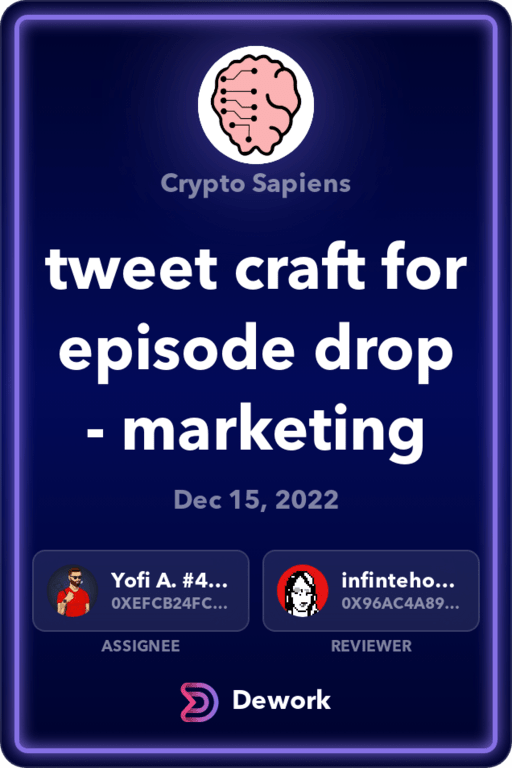 Crypto Sapiens
tweet craft for
episode drop
- marketing
Dec 15, 2022
Yofi A. #4...
0XEFCB24FC...
ASSIGNEE
infinteho...
0X96AC4A89...
REVIEWER
Dework